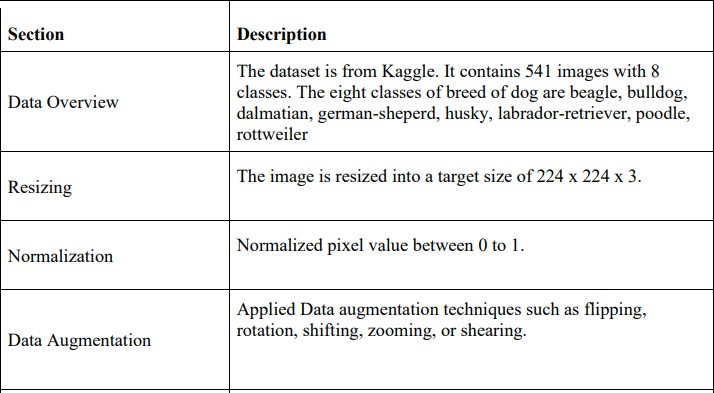 Section
Description
Data Overview
The dataset is from Kaggle. It contains 541 images with 8
classes. The eight classes of breed of dog are beagle, bulldog,
dalmatian, german-sheperd, husky, labrador-retriever, poodle,
rottweiler
Resizing
The image is resized into a target size of 224 x 224 x 3.
Normalization
Normalized pixel value between 0 to 1.
Data Augmentation
Applied Data augmentation techniques such as flipping,
rotation, shifting, zooming, or shearing.